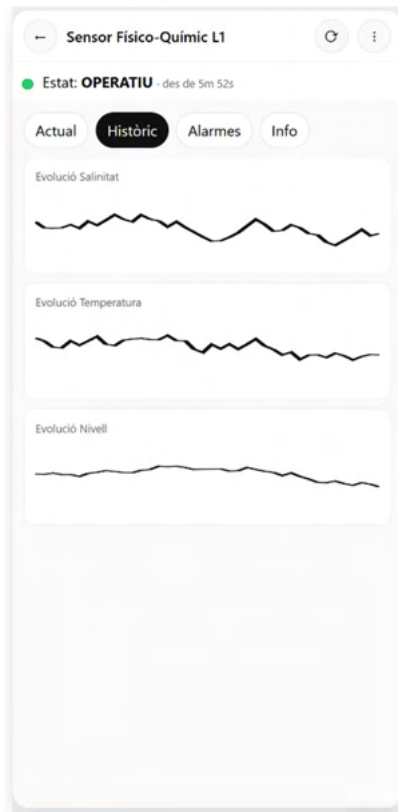 Sensor Físico-Químic L1
Estat: OPERATIU · des de 5m 52s
Actual Històric Alarmes Info
Evolució Salinitat
Evolució Temperatura
Evolució Nivell